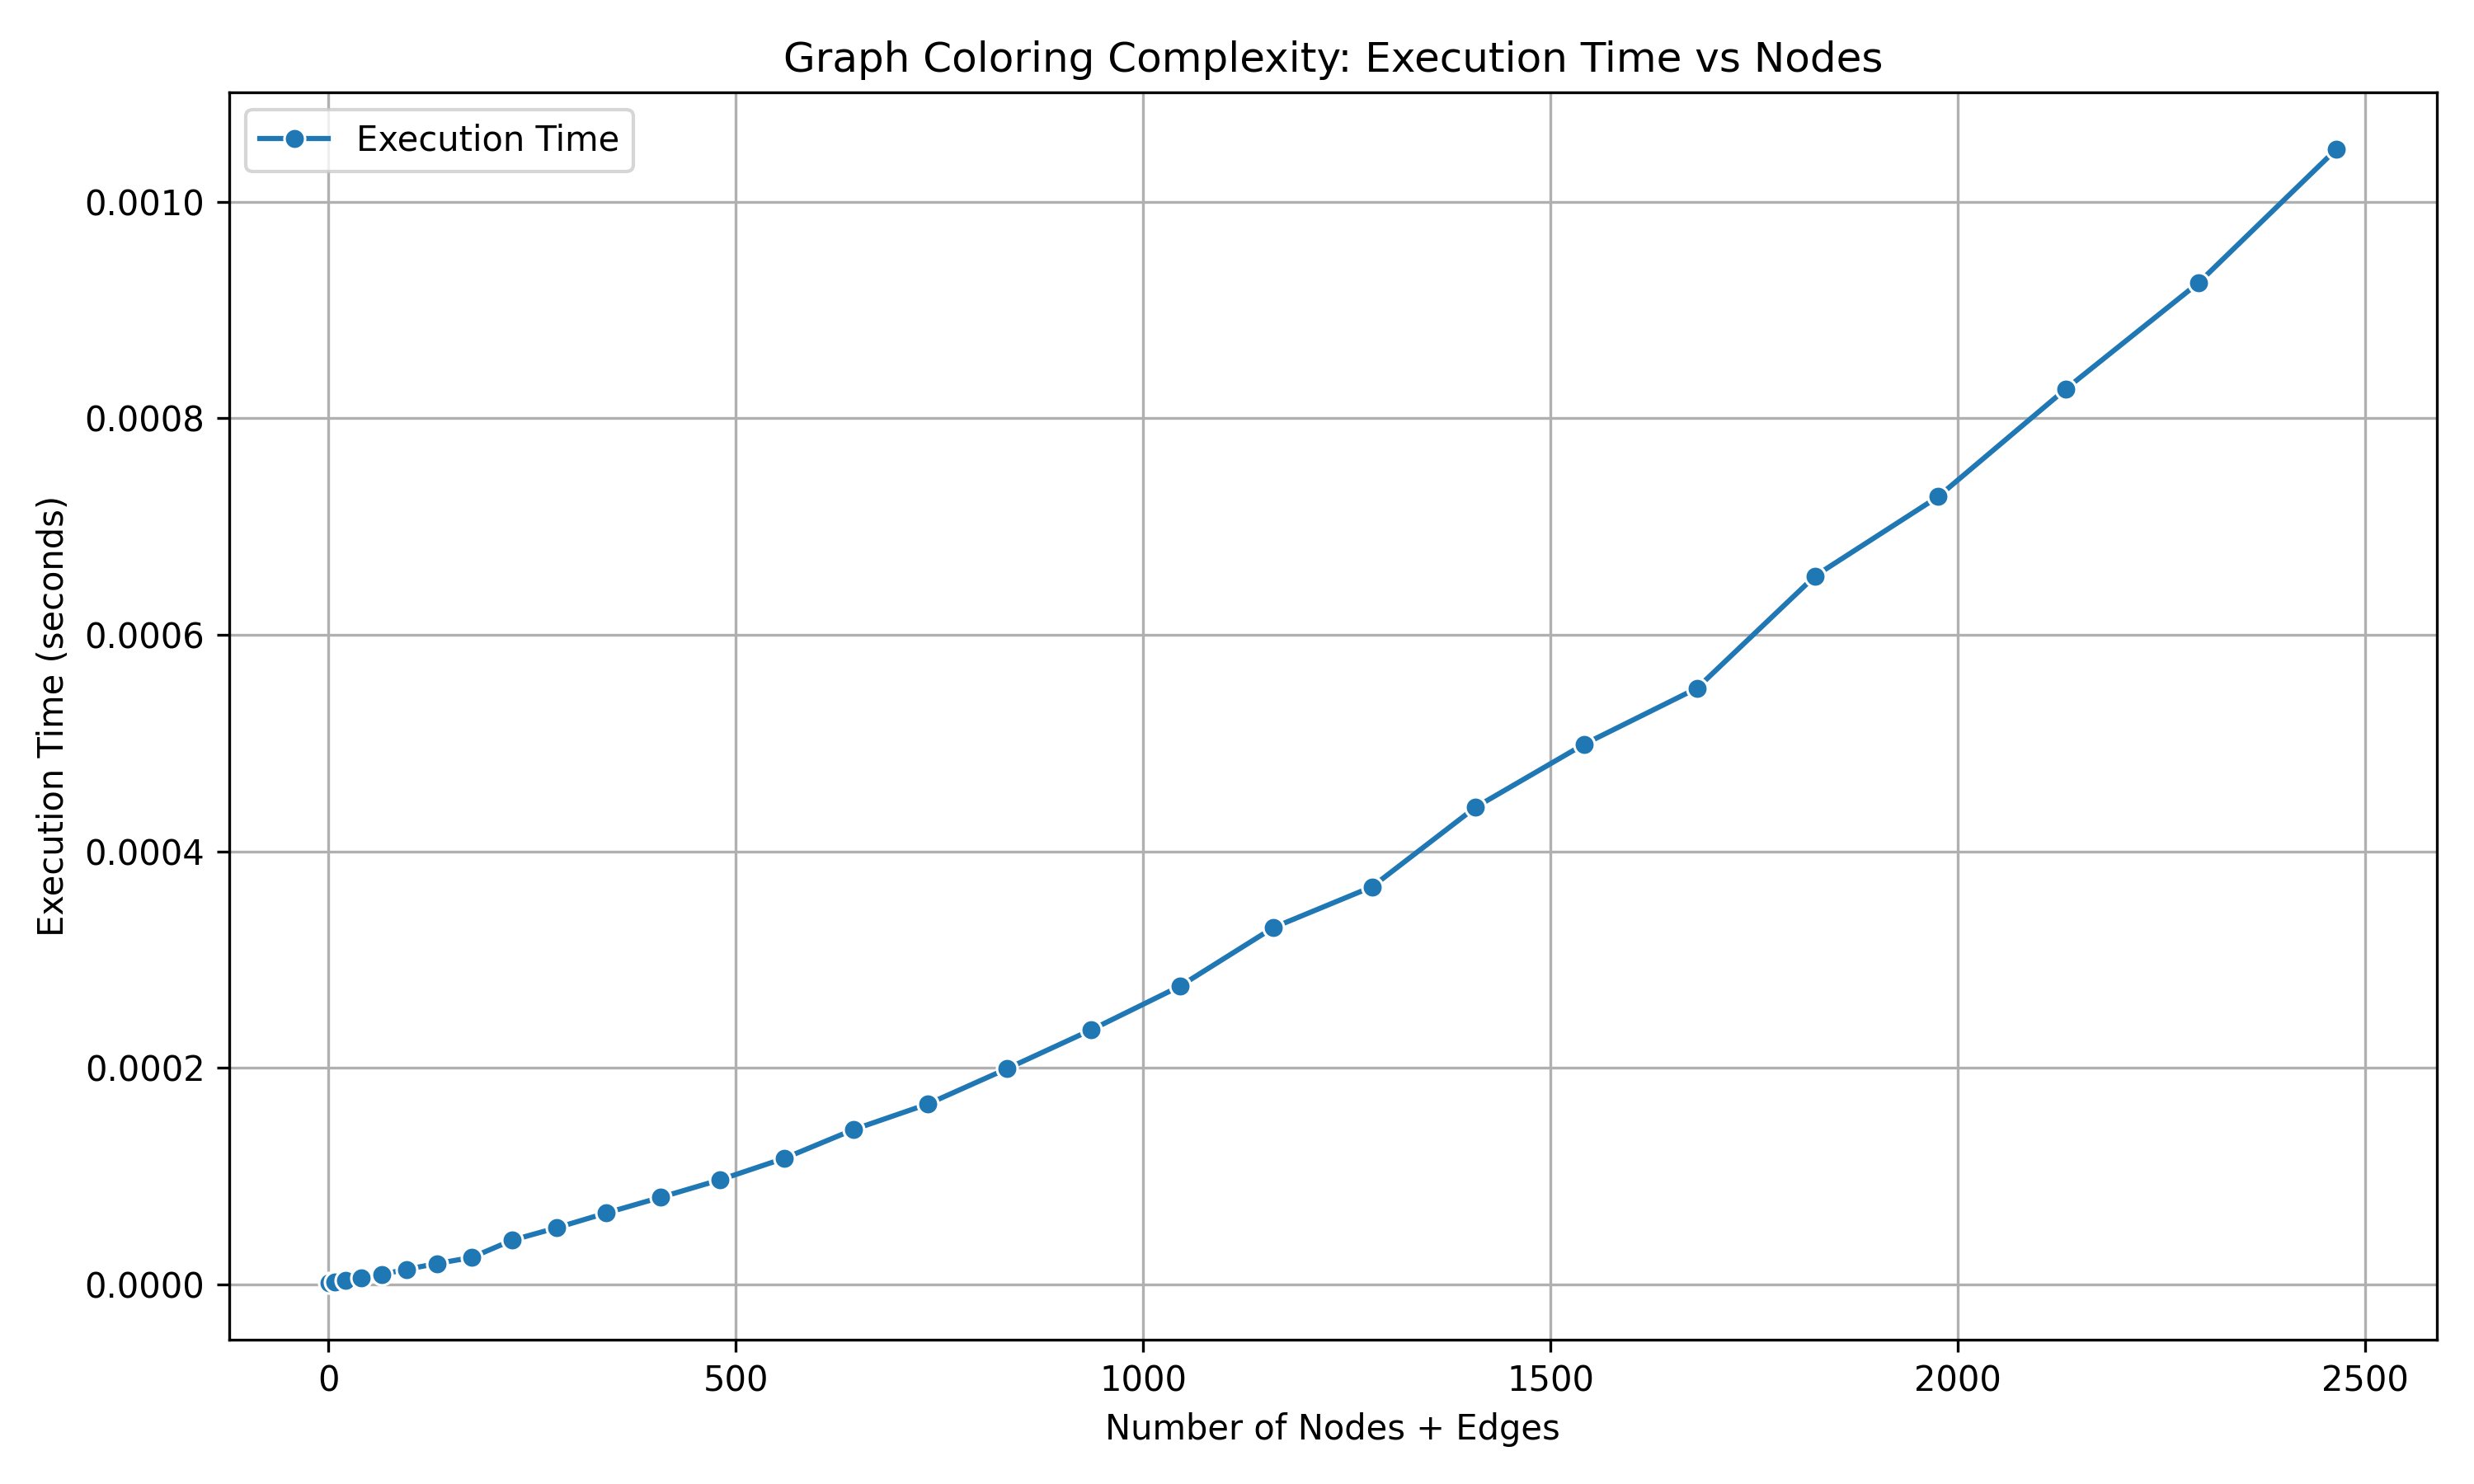 Graph Coloring Complexity: Execution Time vs Nodes
Execution Time
0.0010
0.0008
0.0006
0.0004
0.0002
0.0000
Execution Time (seconds)
0 500 1000 1500 2000 2500
Number of Nodes + Edges